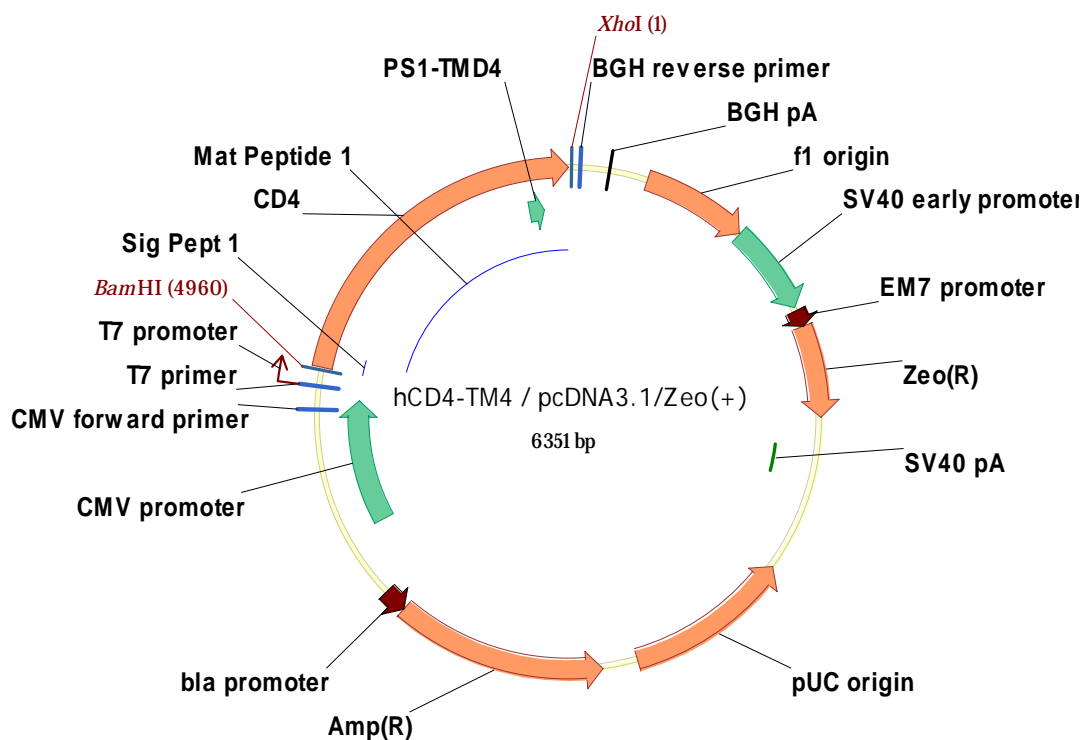 XhoI (1)
PS1-TMD4
BGH reverse primer
BGH pA
Mat Peptide 1
f1 origin
CD4
SV40 early promoter
Sig Pept 1
BamHI (4960)
EM7 promoter
T7 promoter
T7 primer
Zeo(R)
hCD4-TM4 / pcDNA3.1/Zeo(+)
CMV forward primer
6351 bp
SV40 pA
CMV promoter
bla promoter
pUC origin
Amp(R)